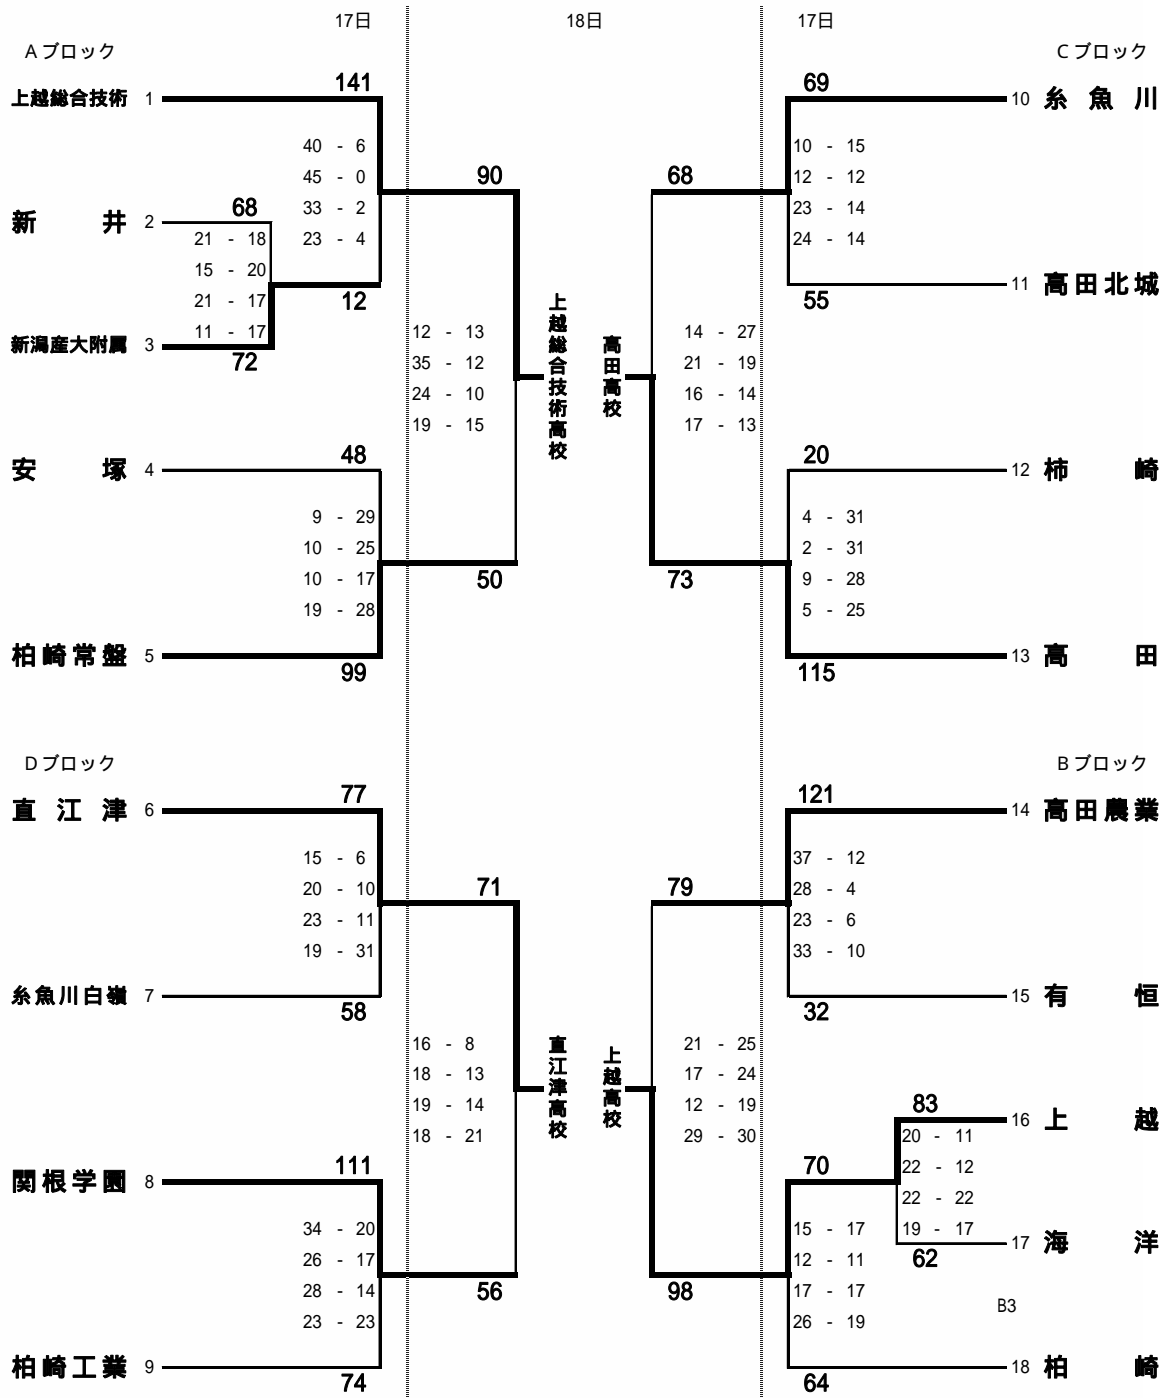 17日 18日 17日
Aブロック Cブロック
141 69
上越総合技術 1 10 糸魚川
40 - 6 10 - 15
90 68
45 - 0 12 - 12
68 33 - 2 23 - 14
新井 2
21 - 18 23 - 4 24 - 14
15 - 20
11 高田北城
21 - 17 12 55
11 - 17 12 - 13 14 - 27
新潟産大附属 3
72 35 - 12 21 - 19
上越総合技術高校
高田高校
24 - 10 16 - 14
19 - 15 17 - 13
48 20
安塚 4 12 柿崎
9 - 29 4 - 31
10 - 25 2 - 31
10 - 17 50 73 9 - 28
19 - 28 5 - 25
柏崎常盤 5 13 高田
99 115
Dブロック Bブロック
77 121
直江津 6 14 高田農業
15 - 6 37 - 12
20 - 10 71 79 28 - 4
23 - 11 23 - 6
19 - 31 33 - 10
糸魚川白嶺 7 15 有恒
58 32
16 - 8 21 - 25
18 - 13 17 - 24
直江津高校
上越高校
83
19 - 14 12 - 19
16 上越
18 - 21 29 - 30 20 - 11
111 70 22 - 12
関根学園 8
22 - 22
34 - 20 15 - 17 19 - 17
17 海洋
26 - 17 12 - 11 62
28 - 14 56 98 17 - 17
B3
23 - 23 26 - 19
柏崎工業 9 18 柏崎
74 64